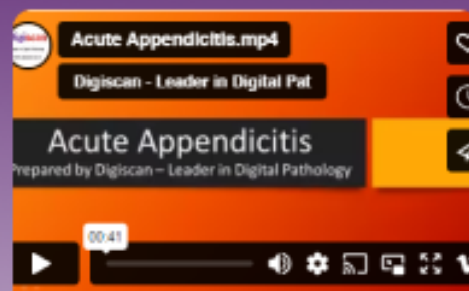 Acute Appendicitis.mp4
Digiscan - Leader in Digital Pat
Acute Appendicitis
Prepared by Digiscan – Leader in Digital Pathology
00:41